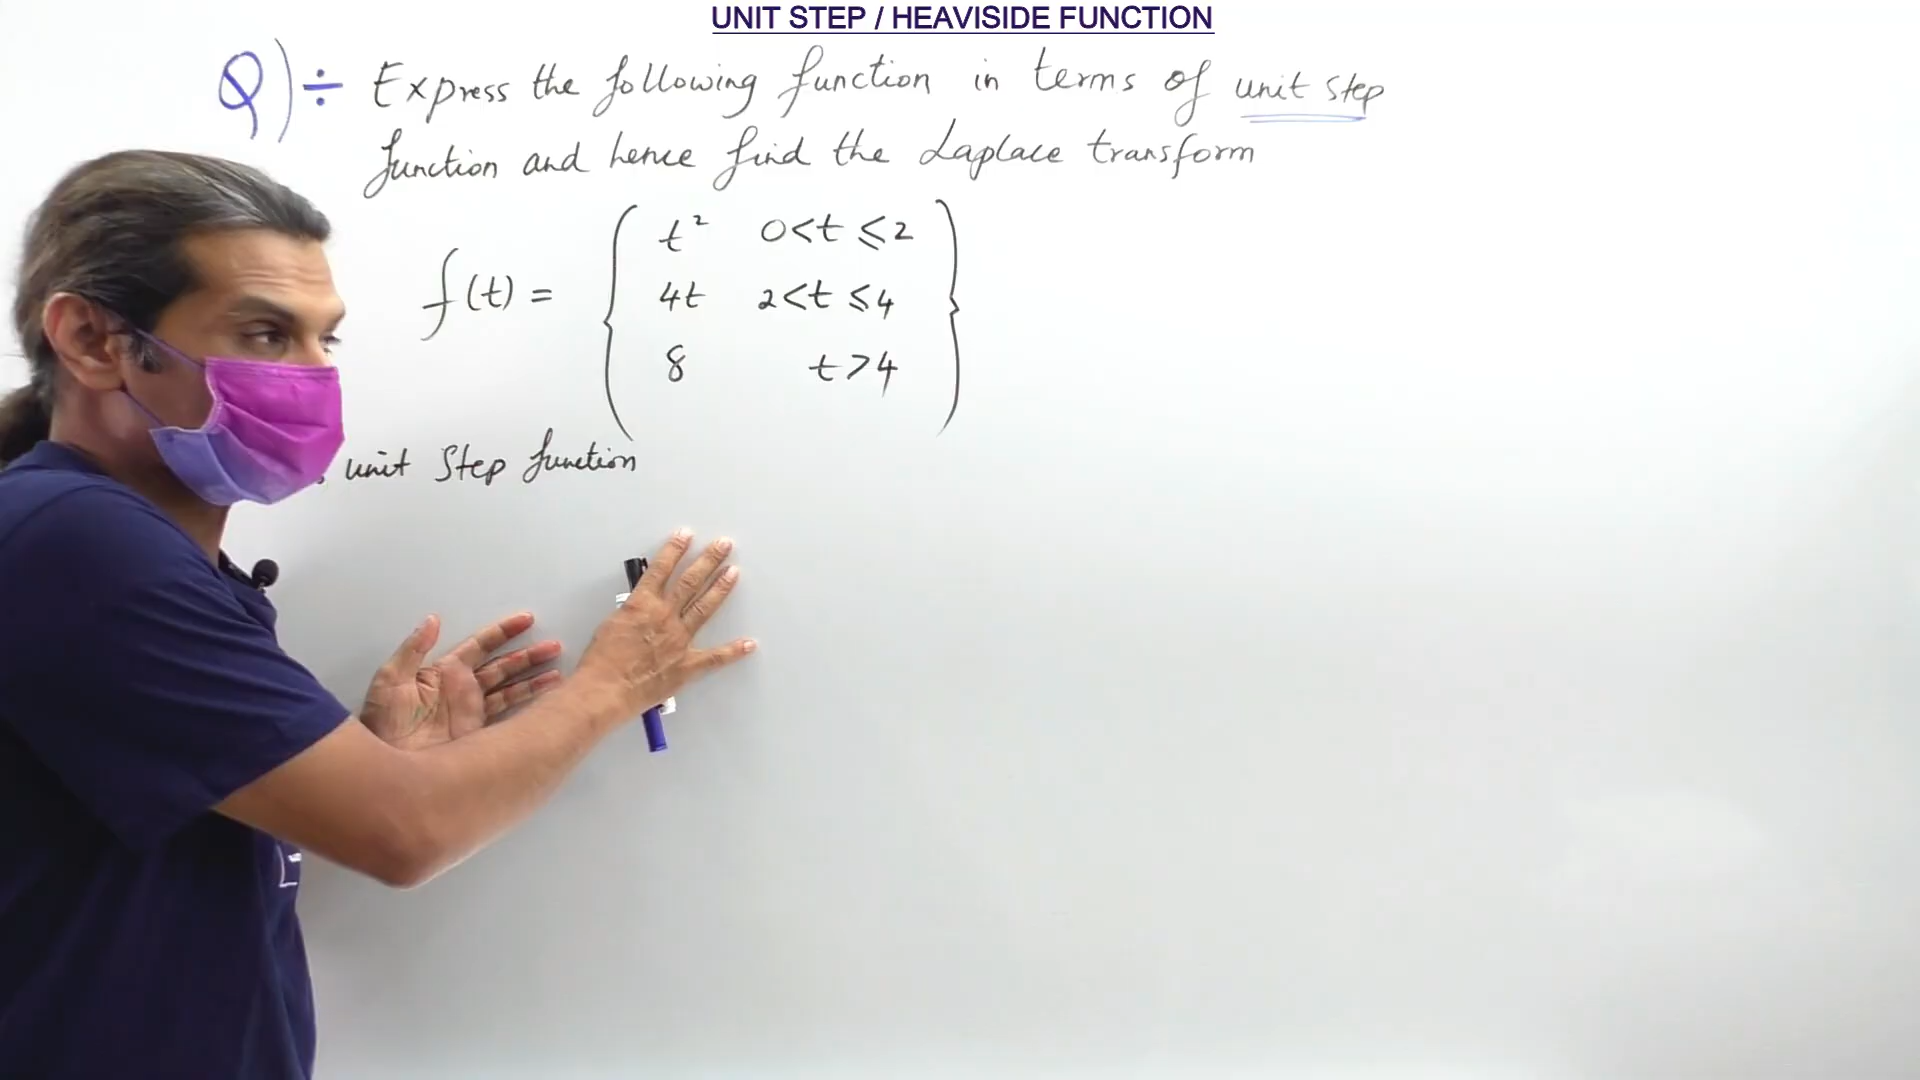 UNIT STEP / HEAVISIDE FUNCTION
Q) ÷ Express the following function in terms of unit step
function and hence find the Laplace transform
t² 0<t ≤2
f(t) = 4t 2<t ≤4
8 t>4
unit Step function